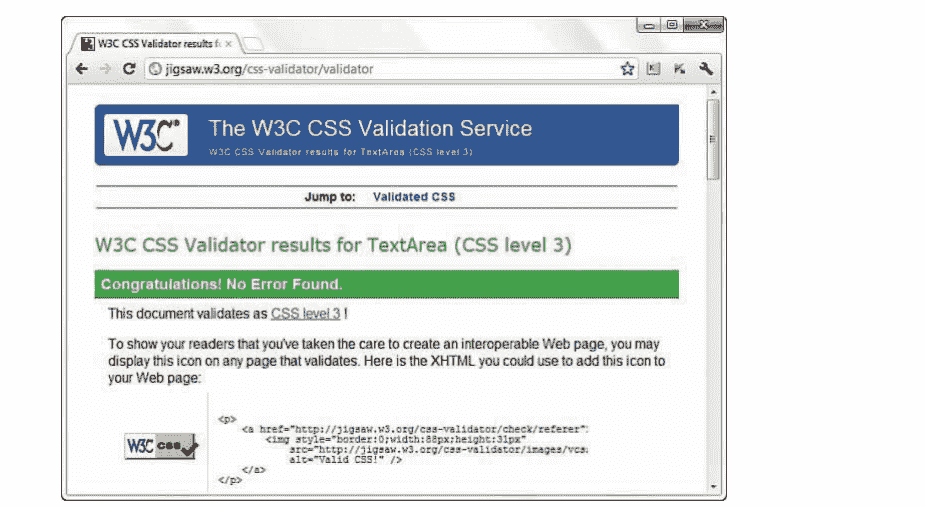 W3C CSS Validator results f
jigsaw.w3.org/css-validator/validator
W3C® The W3C CSS Validation Service
W3C CSS Validator results for TextArea (CSS level 3)
Jump to: Validated CSS
W3C CSS Validator results for TextArea (CSS level 3)
Congratulations! No Error Found.
This document validates as CSS level 3 !
To show your readers that you've taken the care to create an interoperable Web page, you may
display this icon on any page that validates. Here is the XHTML you could use to add this icon to
your Web page:
<p>
<a href="http://jigsaw.w3.org/css-validator/check/referer"
<img style="border:0;width:88px;height:31px"
W3C css
src="http://jigsaw.w3.org/css-validator/images/vcs
alt="Valid CSS!" />
</a>
</p>